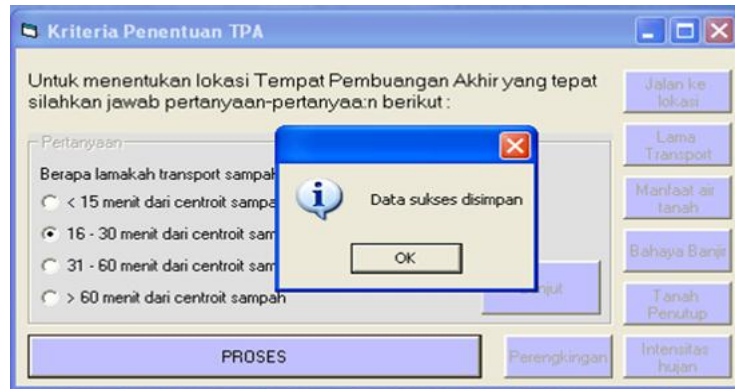 Kriteria Penentuan TPA
Untuk menentukan lokasi Tempat Pembuangan Akhir yang tepat
silahkan jawab pertanyaan-pertanyaa:n berikut :
Pertanyaan
Berapa lamakah transport sampah
< 15 menit dari centroit sampa
16 - 30 menit dari centroit sam
31 - 60 menit dari centroit sam
> 60 menit dari centroit sampah
Data sukses disimpan
OK
PROSES
Perengkingan
Jalan ke
lokasi
Lama
Transport
Manfaat air
tanah
Bahaya Banjir
Tanah
Penutup
Intensitas
hujan